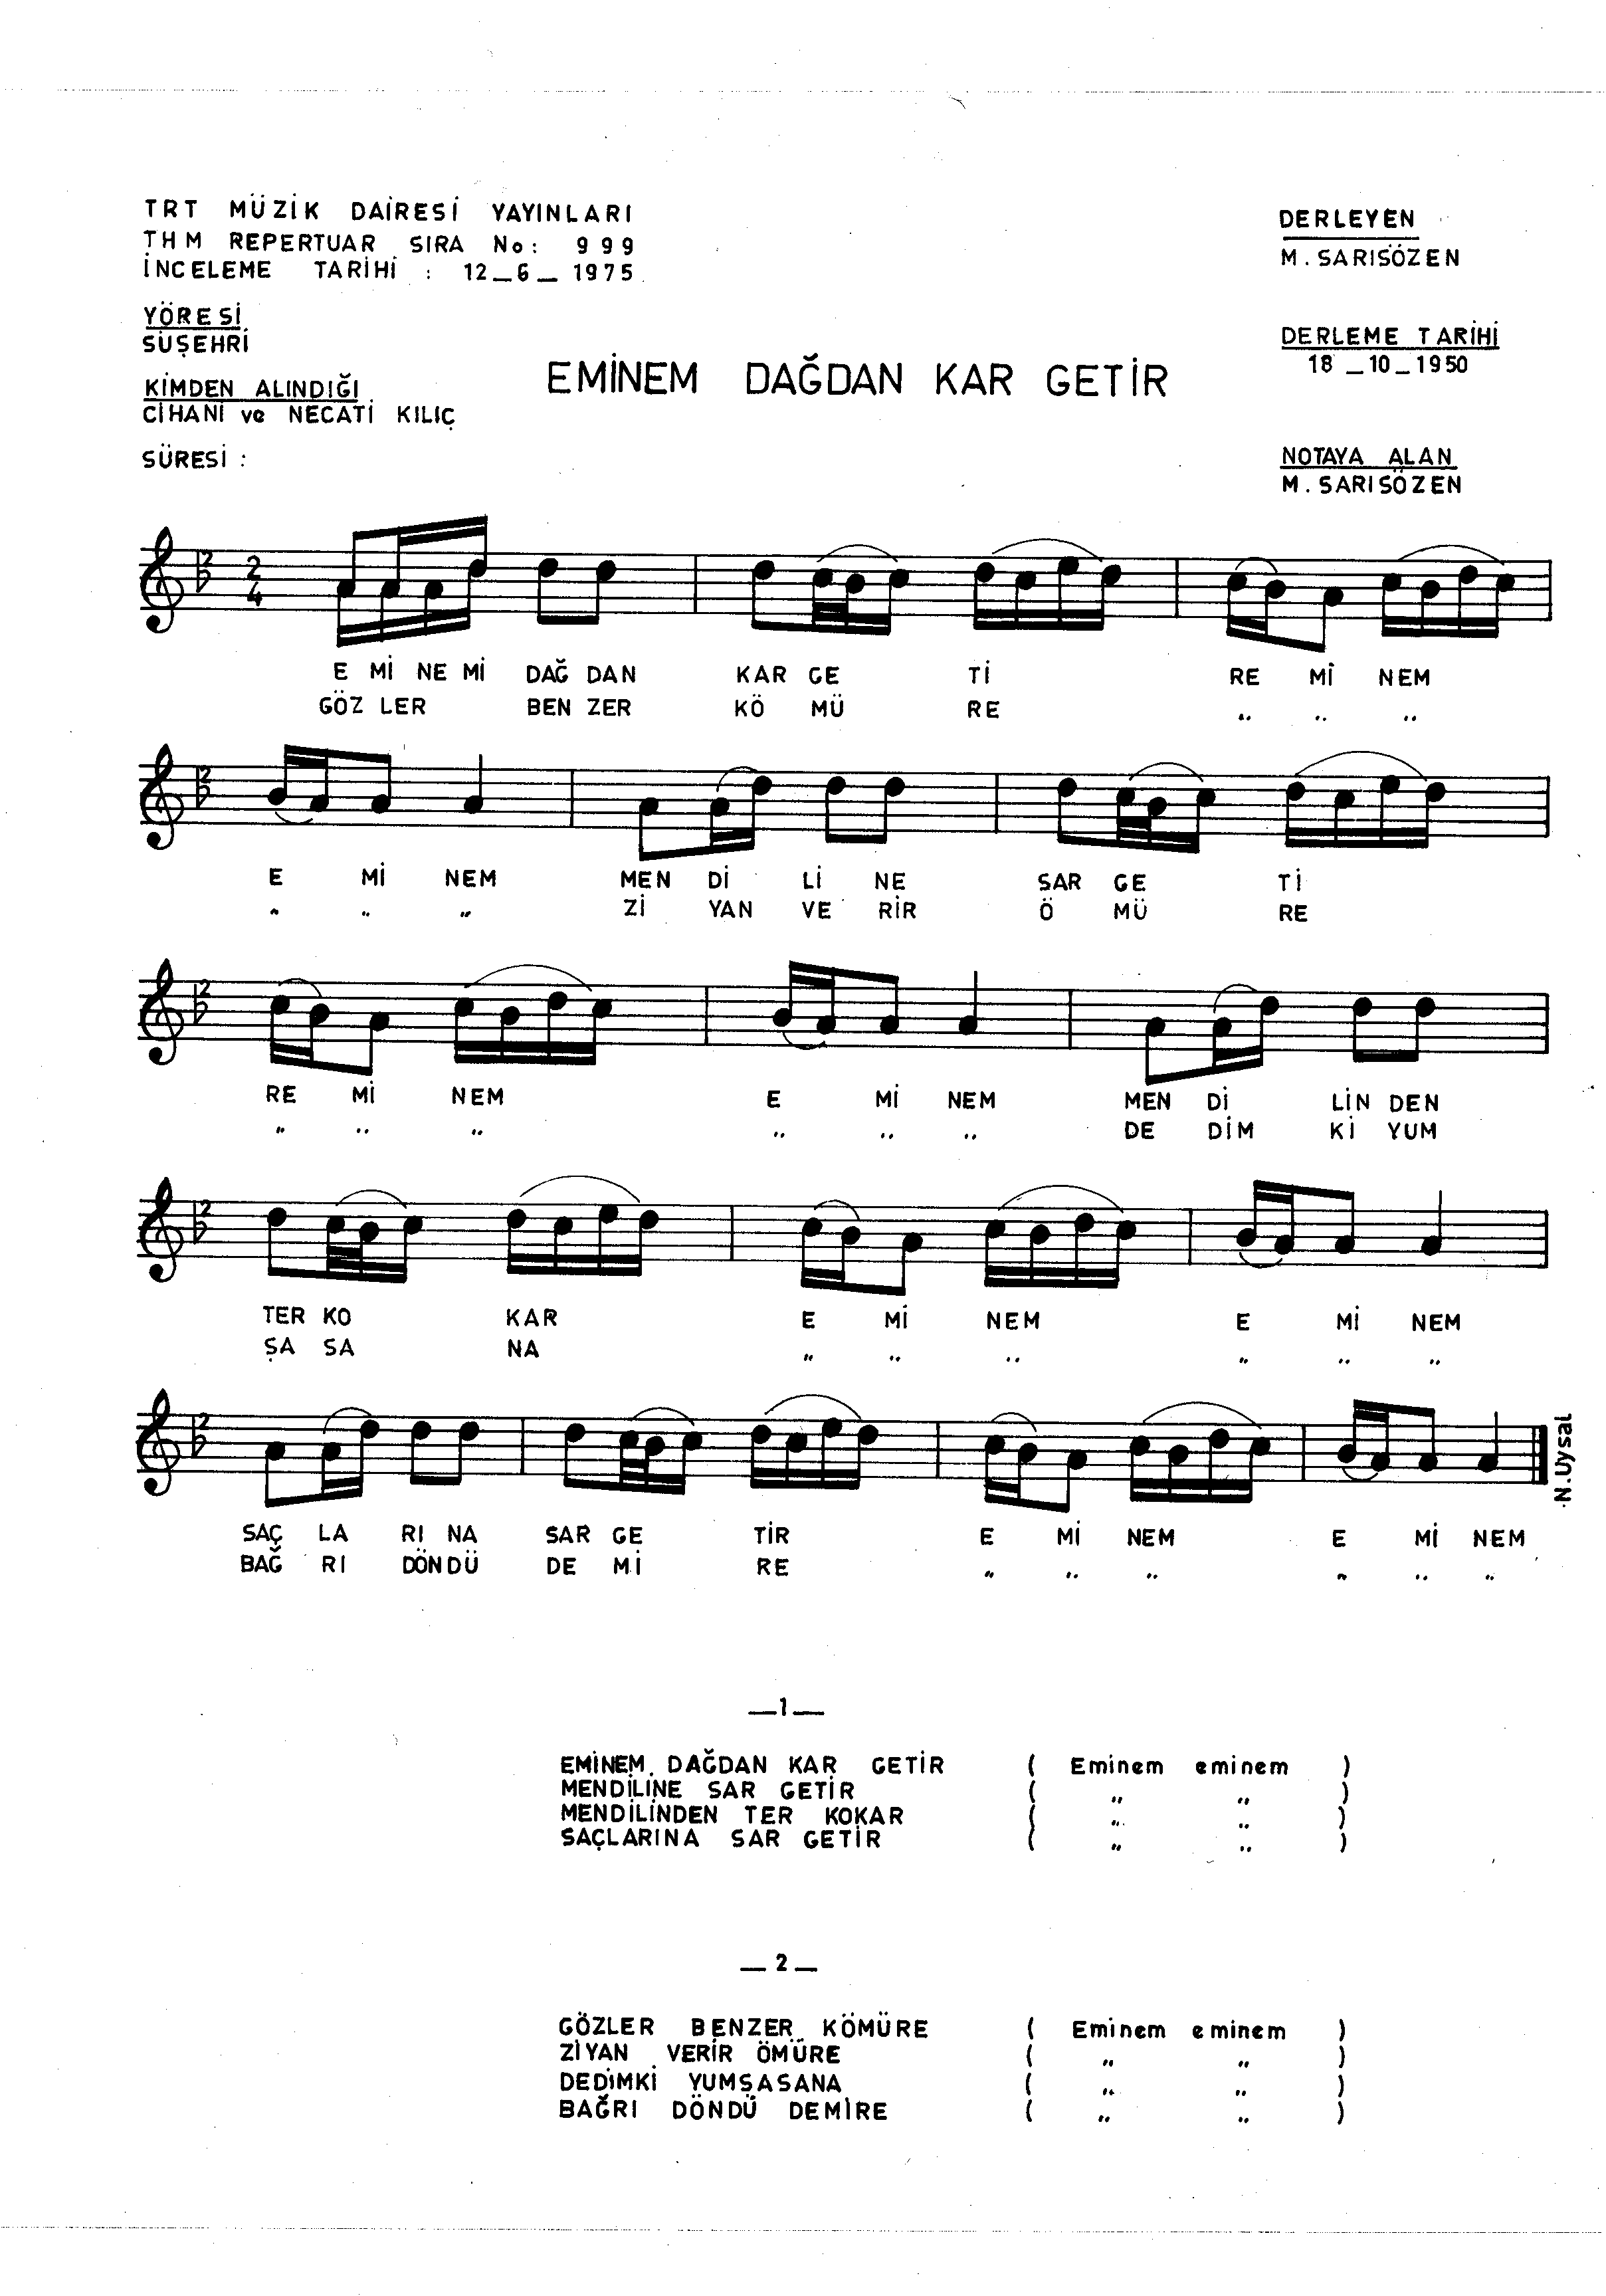 TRT MÜZİK DAİRESİ YAYINLARI
THM REPERTUAR SIRA No: 999
İNCELEME TARİHİ : 12_6_1975
DERLEYEN
M. SARISÖZEN
YÖRESİ
SUŞEHRİ
DERLEME TARİHİ
18_10_1950
EMİNEM DAĞDAN KAR GETİR
KİMDEN ALINDIĞI
CİHANİ ve NECATİ KILIÇ
SÜRESİ :
NOTAYA ALAN
M. SARISÖZEN
2
2
4
E Mİ NE Mİ DAĞ DAN KAR GE Tİ RE Mİ NEM
GÖZ LER BEN ZER KÖ MÜ RE " " "
2
E Mİ NEM MEN Dİ Lİ NE SAR GE Tİ
" " " Zİ YAN VE RİR Ö MÜ RE
2
RE Mİ NEM E Mİ NEM MEN Dİ LİN DEN
" " " " " " DE DİM Kİ YUM
2
TER KO KAR E Mİ NEM E Mİ NEM
ŞA SA NA " " " " " "
2
SAÇ LA RI NA SAR GE TİR E Mİ NEM E Mİ NEM
BAĞ RI DÖN DÜ DE Mİ RE " " " " " "
N. Uysal
_1_
EMİNEM DAĞDAN KAR GETİR ( Eminem eminem )
MENDİLİNE SAR GETİR ( " " )
MENDİLİNDEN TER KOKAR ( " " )
SAÇLARINA SAR GETİR ( " " )
_ 2 _
GÖZLER BENZER KÖMÜRE ( Eminem eminem )
ZİYAN VERİR ÖMÜRE ( " " )
DEDİMKİ YUMŞASANA ( " " )
BAĞRI DÖNDÜ DEMİRE ( " " )